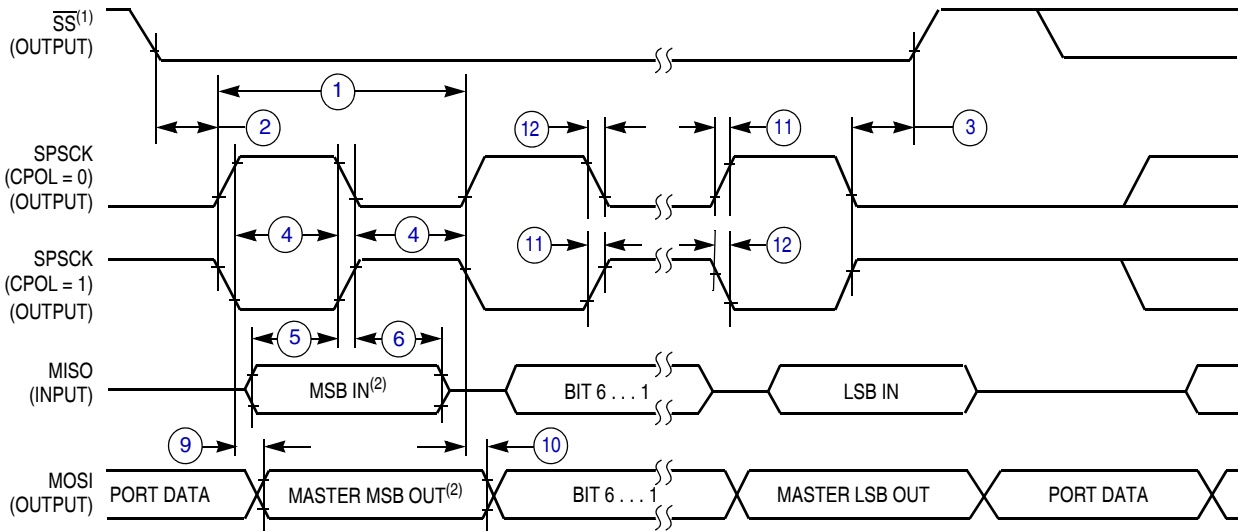 SS(1)
(OUTPUT)
1
2
12
11
3
SPSCK
(CPOL = 0)
(OUTPUT)
4
4
11
12
SPSCK
(CPOL = 1)
(OUTPUT)
5
6
MISO
(INPUT)
MSB IN(2)
BIT 6 . . . 1
LSB IN
9
10
MOSI
(OUTPUT)
PORT DATA
MASTER MSB OUT(2)
BIT 6 . . . 1
MASTER LSB OUT
PORT DATA